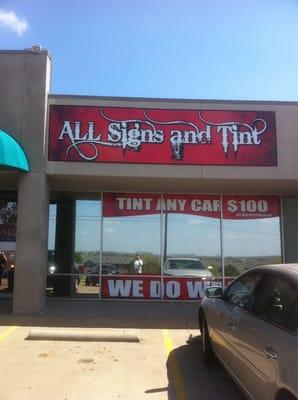 ALL Signs and Tint
TINT ANY CAR $100
WE DO W